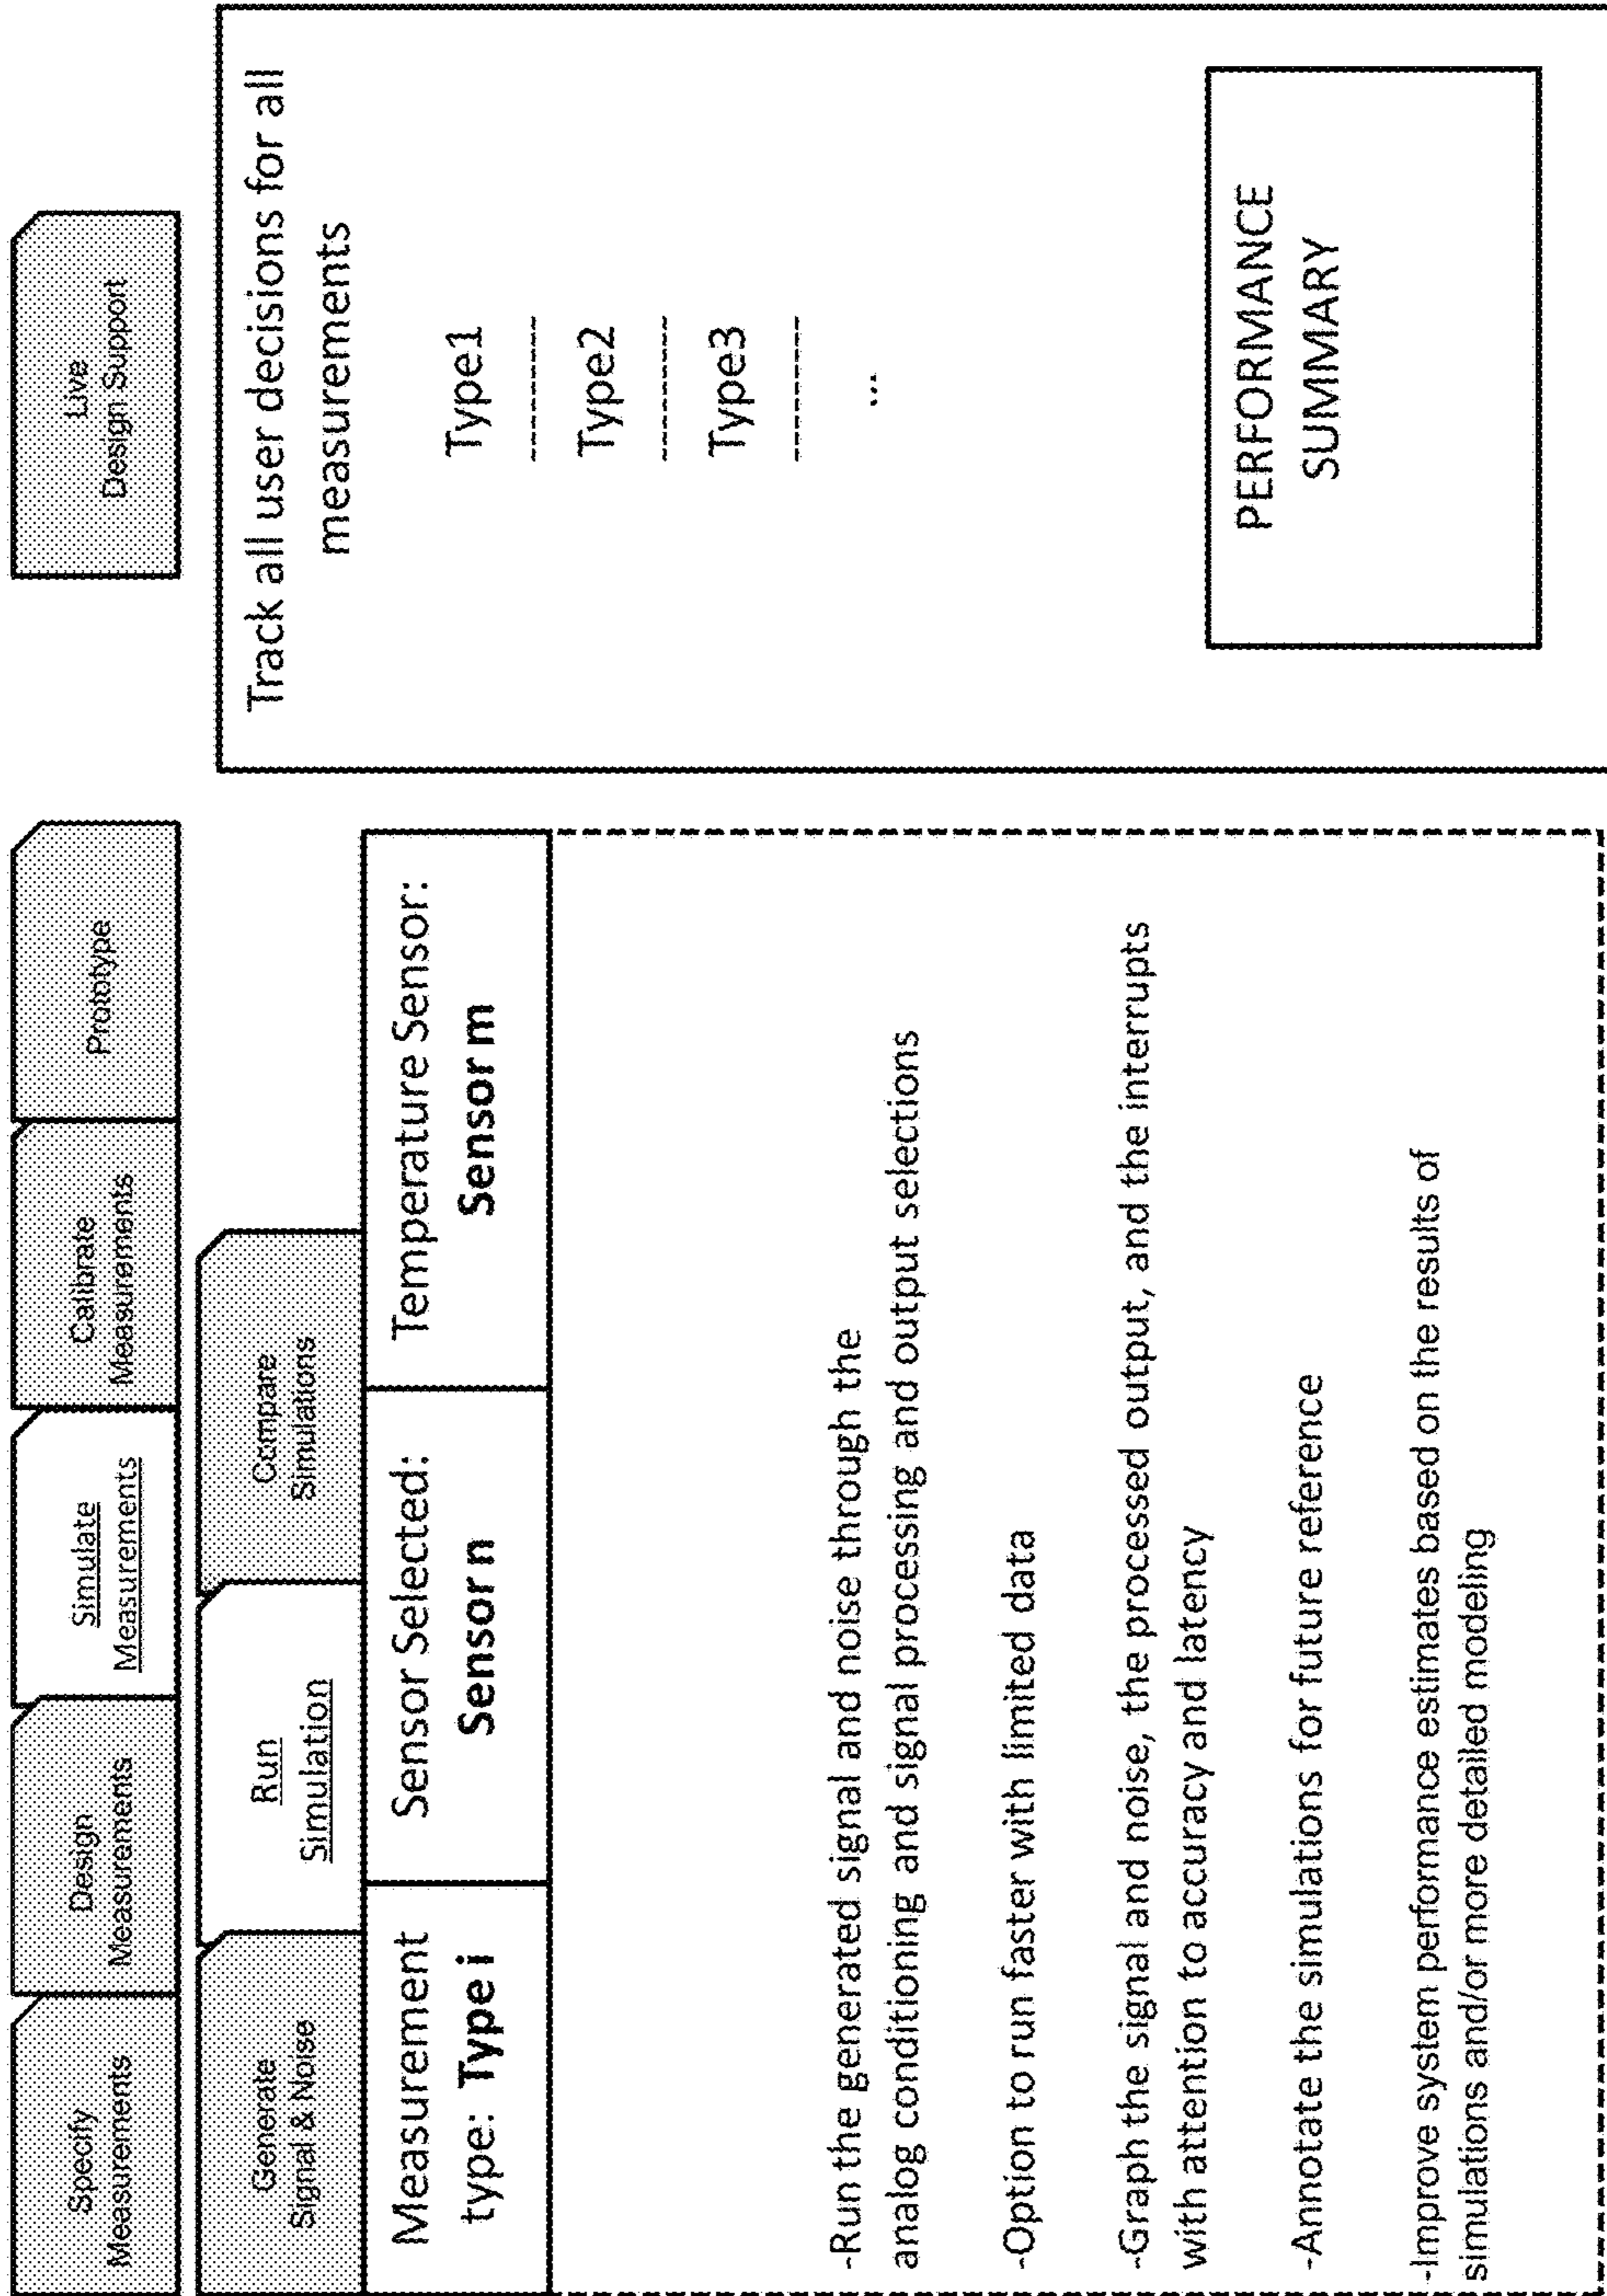 Specify
Measurements
Design
Measurements
Simulate
Measurements
Calibrate
Measurements
Prototype
Live
Design Support
Generate
Signal & Noise
Run
Simulation
Compare
Simulations
Measurement
type: Type i
Sensor Selected:
Sensor n
Temperature Sensor:
Sensor m
-Run the generated signal and noise through the
analog conditioning and signal processing and output selections
-Option to run faster with limited data
-Graph the signal and noise, the processed output, and the interrupts
with attention to accuracy and latency
-Annotate the simulations for future reference
-Improve system performance estimates based on the results of
simulations and/or more detailed modeling
Track all user decisions for all
measurements
Type1
----------
Type2
----------
Type3
----------
...
PERFORMANCE
SUMMARY